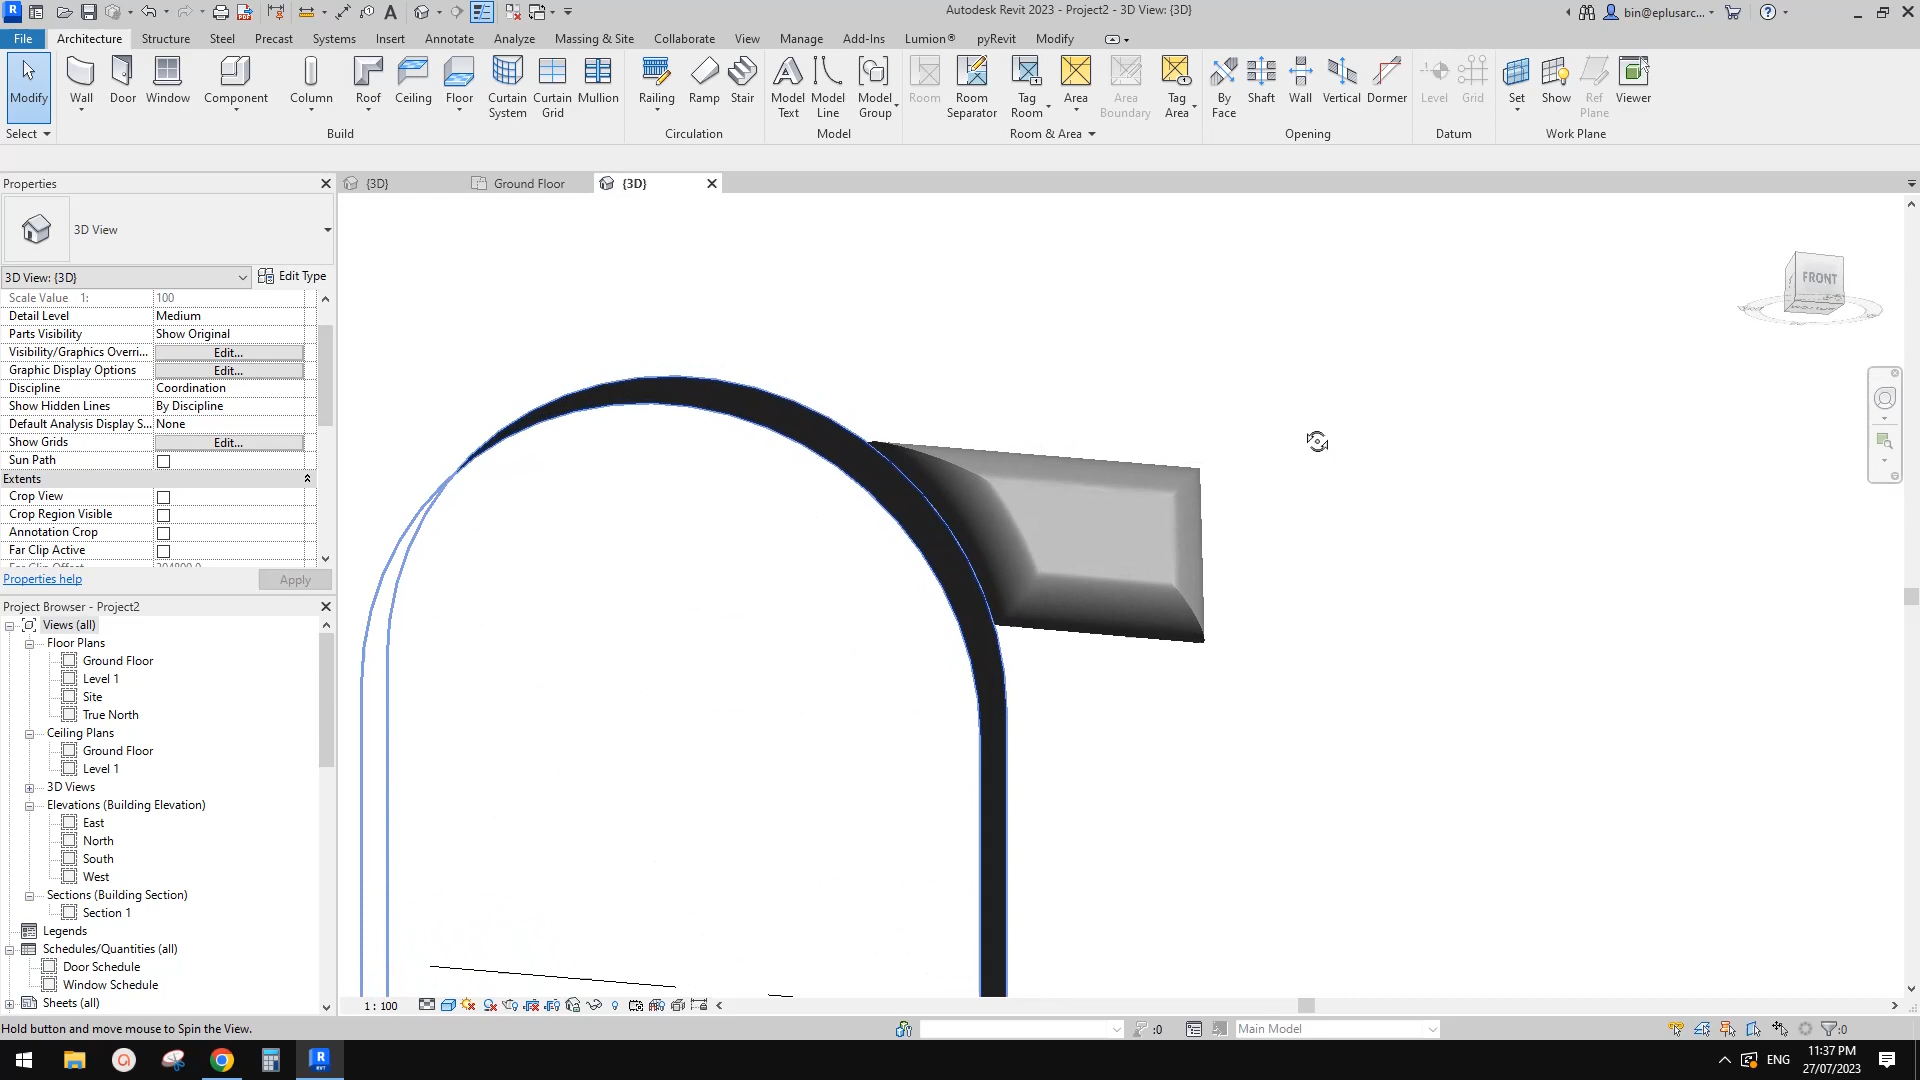 Autodesk Revit 2023 - Project2 - 3D View: {3D}
bin@eplusarc...
File Architecture Structure Steel Precast Systems Insert Annotate Analyze Massing & Site Collaborate View Manage Add-Ins Lumion® pyRevit Modify
Modify Wall Door Window Component Column Roof Ceiling Floor Curtain System Curtain Grid Mullion Railing Ramp Stair Model Text Model Line Model Group Room Room Separator Tag Room Area Area Boundary Tag Area By Face Shaft Wall Vertical Dormer Level Grid Set Show Ref Plane Viewer
Select Build Circulation Model Room & Area Opening Datum Work Plane
Properties
{3D} Ground Floor {3D}
3D View
FRONT
3D View: {3D} Edit Type
Scale Value 1: 100
Detail Level Medium
Parts Visibility Show Original
Visibility/Graphics Overri... Edit...
Graphic Display Options Edit...
Discipline Coordination
Show Hidden Lines By Discipline
Default Analysis Display S... None
Show Grids Edit...
Sun Path
Extents
Crop View
Crop Region Visible
Annotation Crop
Far Clip Active
Far Clip Offset 304800.0
Properties help Apply
Project Browser - Project2
Views (all)
Floor Plans
Ground Floor
Level 1
Site
True North
Ceiling Plans
Ground Floor
Level 1
3D Views
Elevations (Building Elevation)
East
North
South
West
Sections (Building Section)
Section 1
Legends
Schedules/Quantities (all)
Door Schedule
Window Schedule
Sheets (all)
1 : 100
Hold button and move mouse to Spin the View.
:0
Main Model
:0
ENG
11:37 PM
27/07/2023